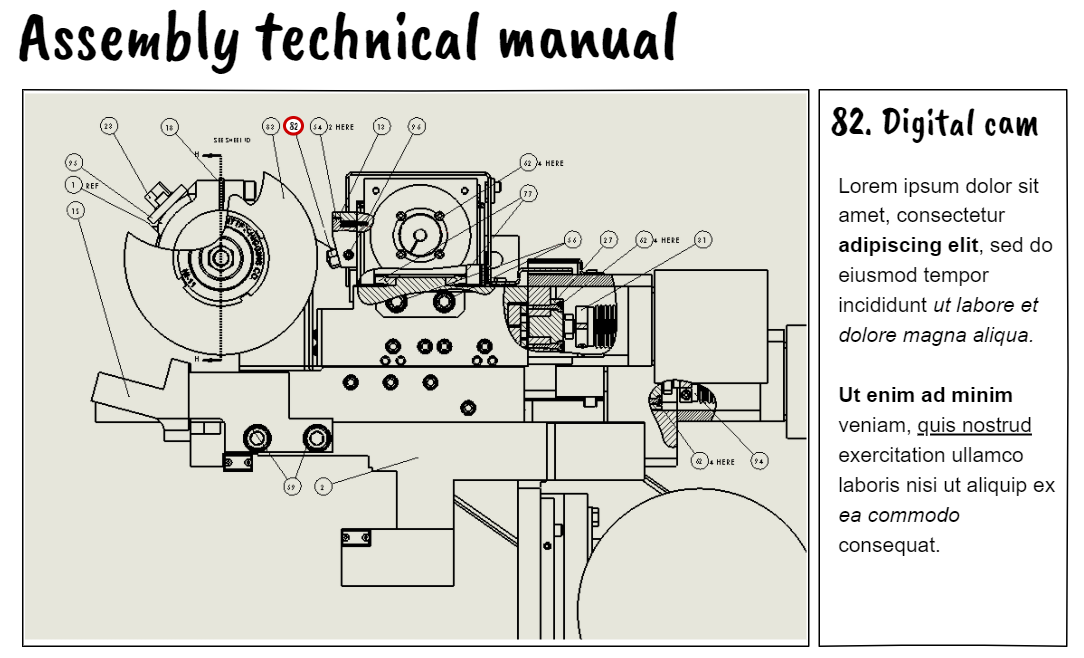 Assembly technical manual
23
18
82
82
54 2 HERE
13
96
SEE SHEET 10
H
95
1 REF
15
62 4 HERE
77
56
27
62 4 HERE
31
H
62 4 HERE
94
59
2
82. Digital cam
Lorem ipsum dolor sit
amet, consectetur
adipiscing elit, sed do
eiusmod tempor
incididunt ut labore et
dolore magna aliqua.
Ut enim ad minim
veniam, quis nostrud
exercitation ullamco
laboris nisi ut aliquip ex
ea commodo
consequat.